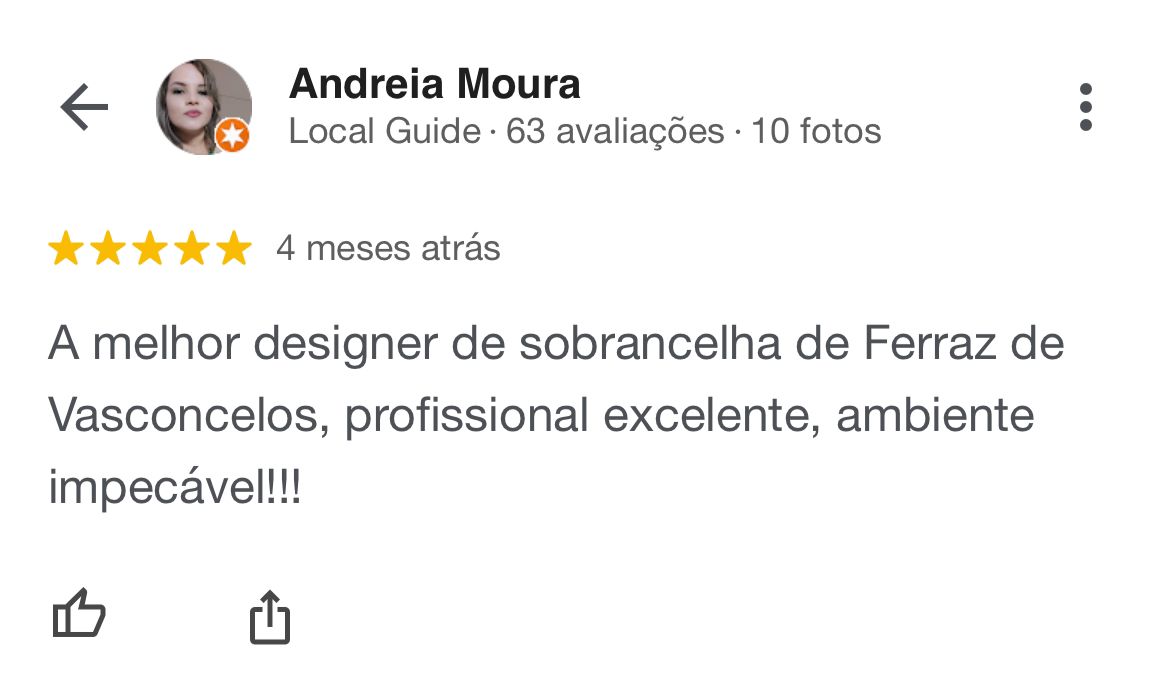 Andreia Moura
Local Guide · 63 avaliações · 10 fotos
4 meses atrás
A melhor designer de sobrancelha de Ferraz de
Vasconcelos, profissional excelente, ambiente
impecável!!!